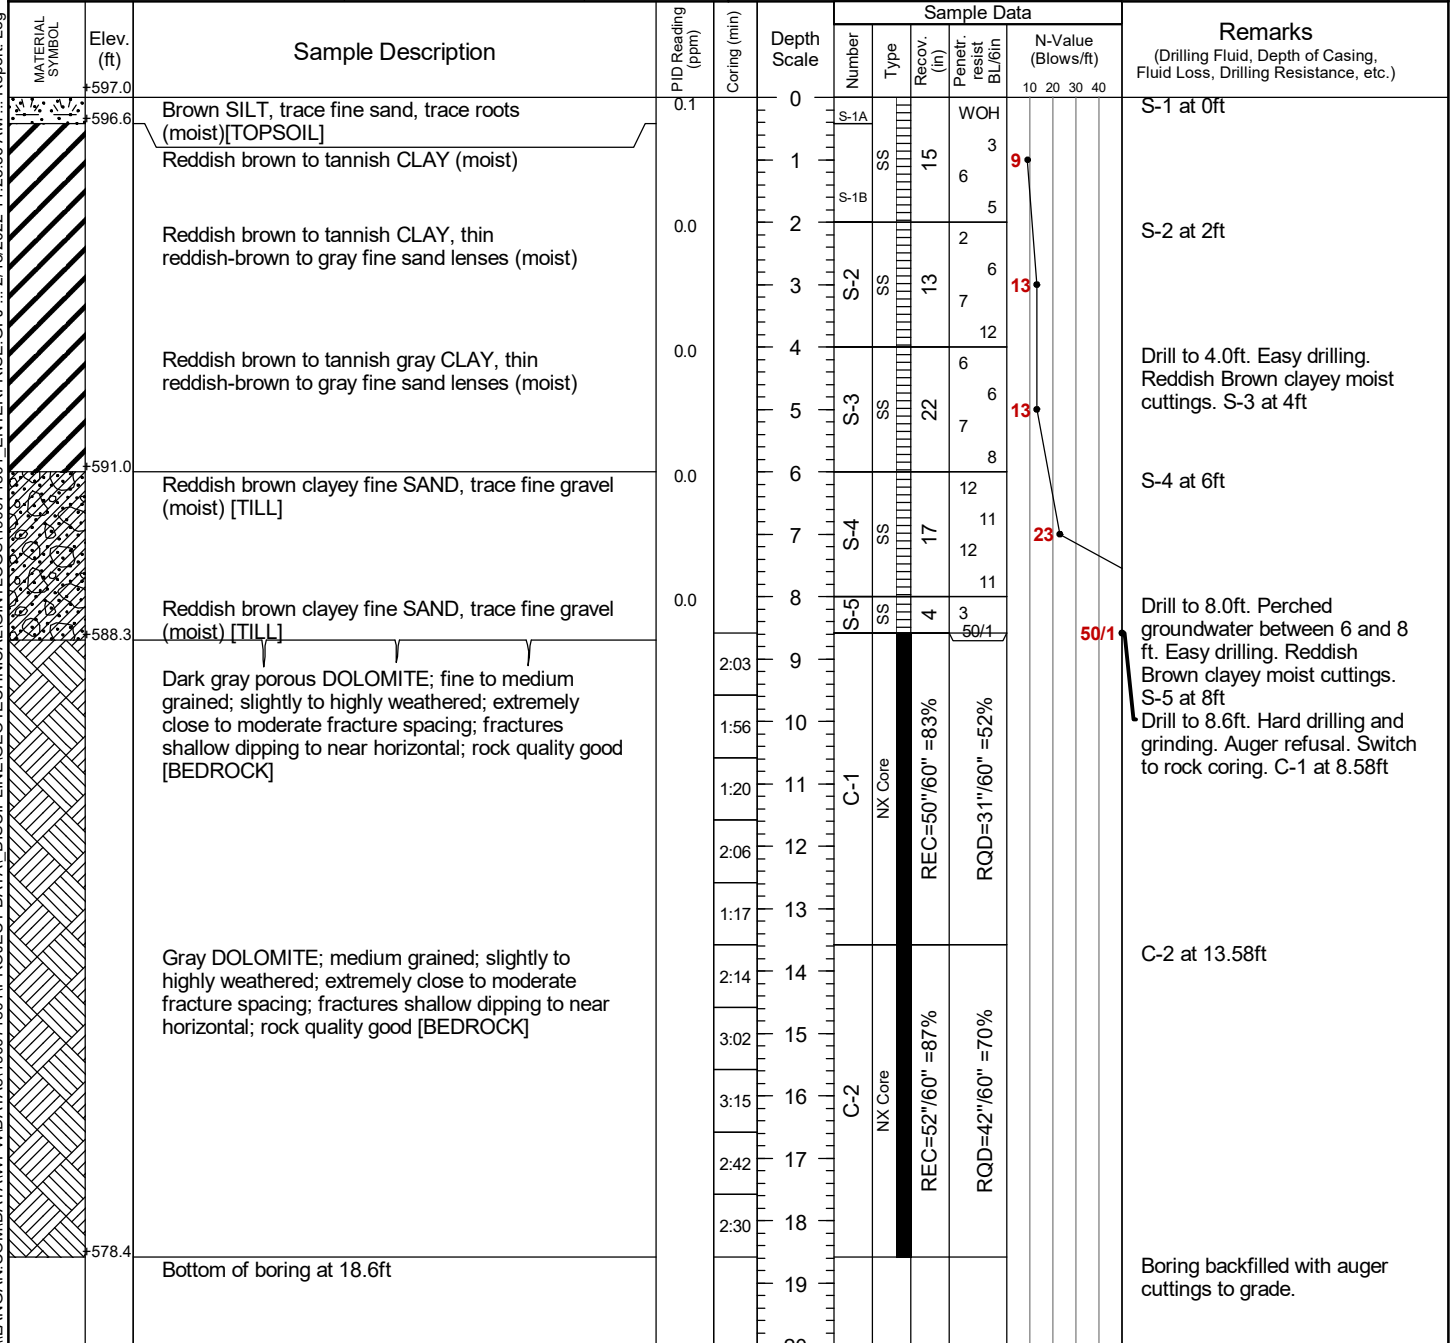 MATERIAL SYMBOL
Elev. (ft)
+597.0
Sample Description
PID Reading (ppm)
Coring (min)
Depth Scale
Sample Data
Number
Type
Recov. (in)
Penetr. resist BL/6in
N-Value (Blows/ft)
10 20 30 40
Remarks
(Drilling Fluid, Depth of Casing,
Fluid Loss, Drilling Resistance, etc.)
+596.6
Brown SILT, trace fine sand, trace roots
(moist)[TOPSOIL]
0.1
0
S-1A
WOH
S-1 at 0ft
Reddish brown to tannish CLAY (moist)
1
S-1B
SS
15
3
6
5
9
Reddish brown to tannish CLAY, thin
reddish-brown to gray fine sand lenses (moist)
0.0
2
3
S-2
SS
13
2
6
7
12
13
S-2 at 2ft
Reddish brown to tannish gray CLAY, thin
reddish-brown to gray fine sand lenses (moist)
0.0
4
5
S-3
SS
22
6
6
7
8
13
Drill to 4.0ft. Easy drilling.
Reddish Brown clayey moist
cuttings. S-3 at 4ft
+591.0
Reddish brown clayey fine SAND, trace fine gravel
(moist) [TILL]
0.0
6
7
S-4
SS
17
12
11
12
11
23
S-4 at 6ft
Reddish brown clayey fine SAND, trace fine gravel
(moist) [TILL]
+588.3
0.0
8
S-5
SS
4
3
50/1
50/1
Drill to 8.0ft. Perched
groundwater between 6 and 8
ft. Easy drilling. Reddish
Brown clayey moist cuttings.
S-5 at 8ft
Drill to 8.6ft. Hard drilling and
grinding. Auger refusal. Switch
to rock coring. C-1 at 8.58ft
Dark gray porous DOLOMITE; fine to medium
grained; slightly to highly weathered; extremely
close to moderate fracture spacing; fractures
shallow dipping to near horizontal; rock quality good
[BEDROCK]
2:03
1:56
1:20
2:06
1:17
9
10
11
12
13
C-1
NX Core
REC=50"/60" =83%
RQD=31"/60" =52%
Gray DOLOMITE; medium grained; slightly to
highly weathered; extremely close to moderate
fracture spacing; fractures shallow dipping to near
horizontal; rock quality good [BEDROCK]
2:14
3:02
3:15
2:42
2:30
14
15
16
17
18
C-2
NX Core
REC=52"/60" =87%
RQD=42"/60" =70%
C-2 at 13.58ft
+578.4
Bottom of boring at 18.6ft
19
Boring backfilled with auger
cuttings to grade.